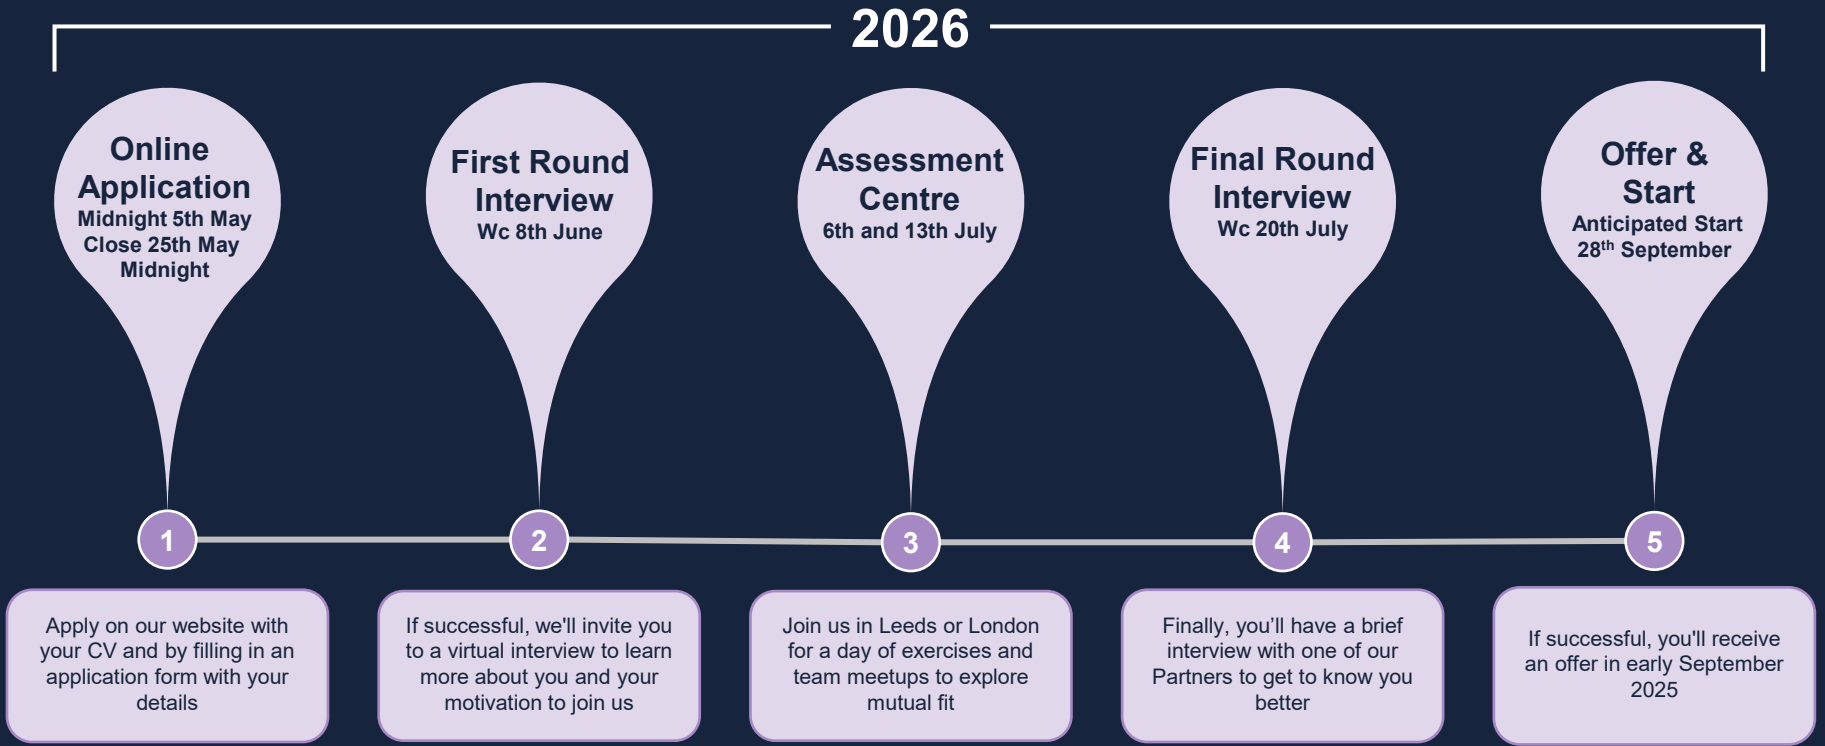 2026
Online
Application
Midnight 5th May
Close 25th May
Midnight
First Round
Interview
Wc 8th June
Assessment
Centre
6th and 13th July
Final Round
Interview
Wc 20th July
Offer &
Start
Anticipated Start
28th September
1
2
3
4
5
Apply on our website with
your CV and by filling in an
application form with your
details
If successful, we'll invite you
to a virtual interview to learn
more about you and your
motivation to join us
Join us in Leeds or London
for a day of exercises and
team meetups to explore
mutual fit
Finally, you’ll have a brief
interview with one of our
Partners to get to know you
better
If successful, you'll receive
an offer in early September
2025